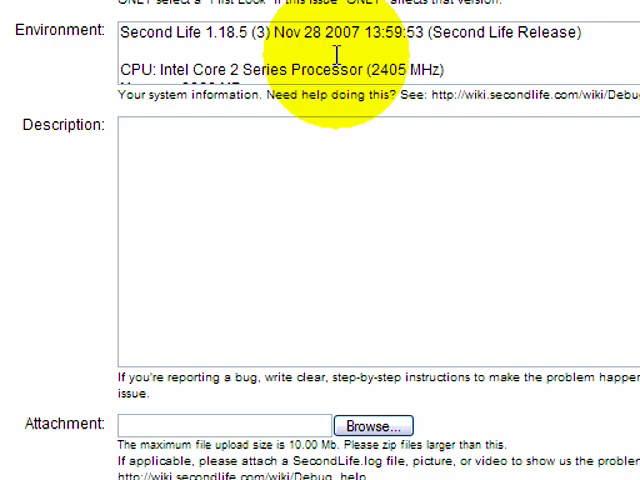 ONLY select a "First Look" if this issue *ONLY* affects that version.
Environment: Second Life 1.18.5 (3) Nov 28 2007 13:59:53 (Second Life Release)
CPU: Intel Core 2 Series Processor (2405 MHz)
Your system information. Need help doing this? See: http://wiki.secondlife.com/wiki/Debu
Description:
If you're reporting a bug, write clear, step-by-step instructions to make the problem happen
issue.
Attachment: Browse...
The maximum file upload size is 10.00 Mb. Please zip files larger than this.
If applicable, please attach a SecondLife.log file, picture, or video to show us the problem
http://wiki.secondlife.com/wiki/Debug_help